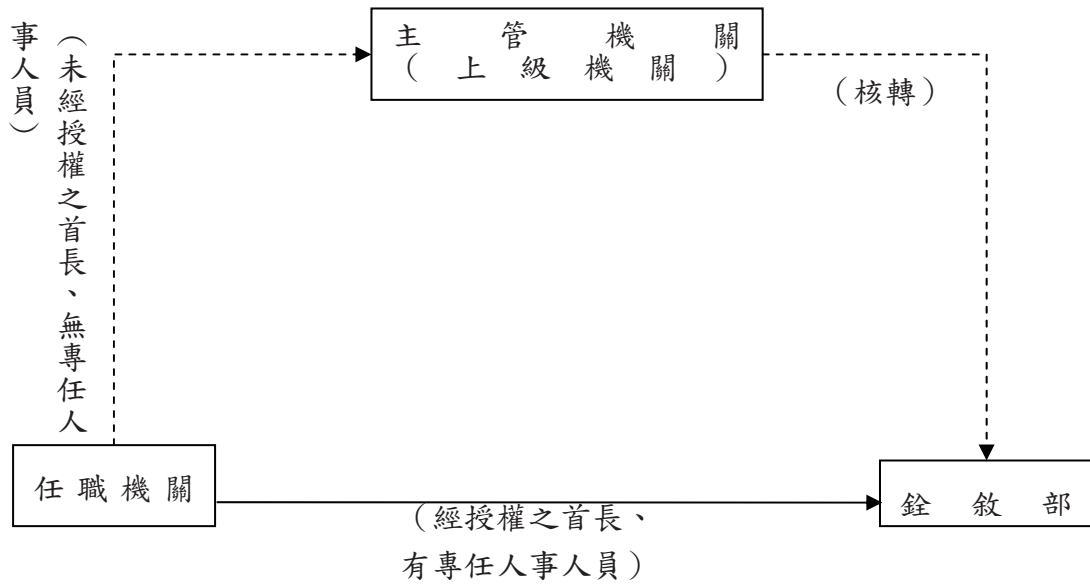 主管機關
（上級機關）
（核轉）
（未經授權之首長、無專任人
事人員）
任職機關
銓敘部
（經授權之首長、
有專任人事人員）